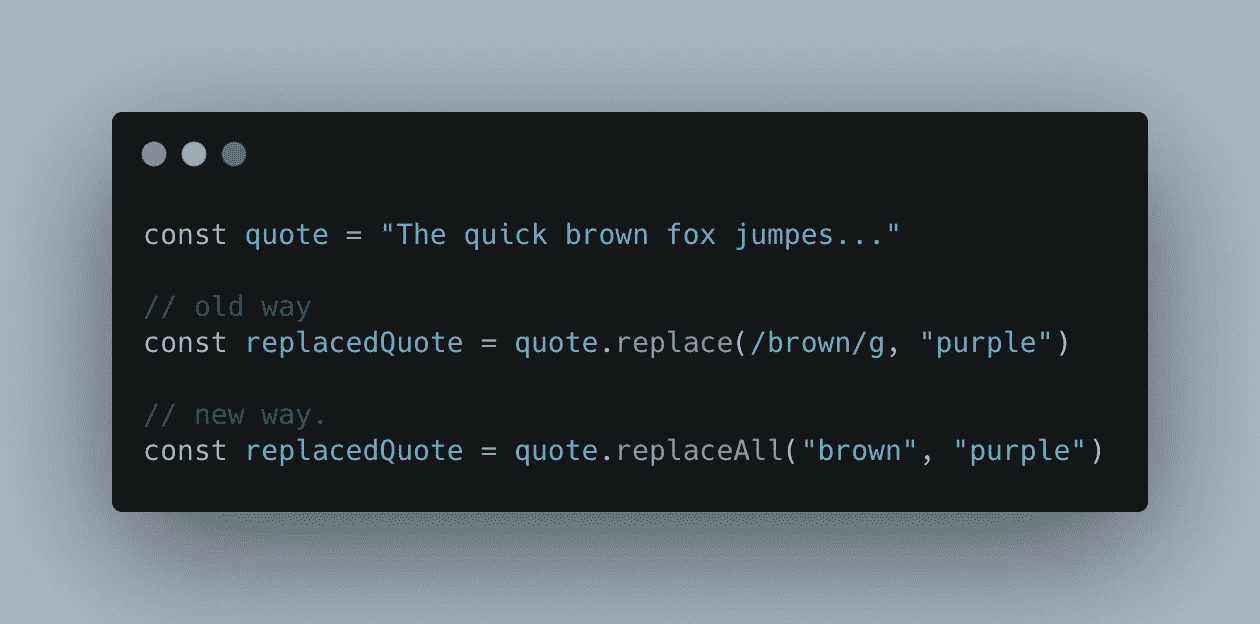 const quote = "The quick brown fox jumpes..."
// old way
const replacedQuote = quote.replace(/brown/g, "purple")
// new way.
const replacedQuote = quote.replaceAll("brown", "purple")